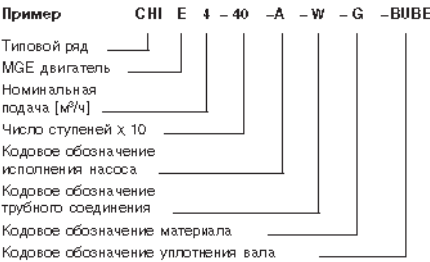 Пример CHI E 4 – 40 –A – W – G –BUBE
Типовой ряд
MGE двигатель
Номинальная
подача [м³/ч]
Число ступеней х 10
Кодовое обозначение
исполнения насоса
Кодовое обозначение
трубного соединения
Кодовое обозначение материала
Кодовое обозначение уплотнения вала